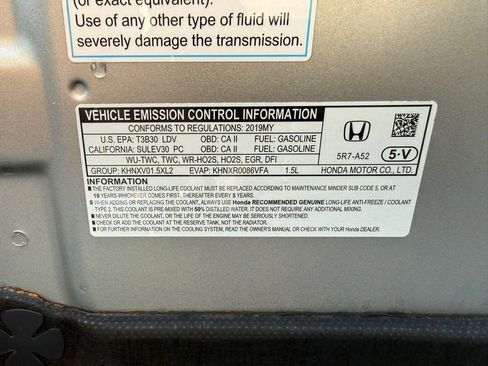 (or exact equivalent).
Use of any other type of fluid will
severely damage the transmission.
VEHICLE EMISSION CONTROL INFORMATION
CONFORMS TO REGULATIONS: 2019MY
U.S. EPA: T3B30 LDV OBD: CA II FUEL: GASOLINE
CALIFORNIA: SULEV30 PC OBD: CA II FUEL: GASOLINE
WU-TWC, TWC, WR-HO2S, HO2S, EGR, DFI
GROUP: KHNXV01.5XL2 EVAP: KHNXR0086VFA 1.5L
5R7-A52 5·V
HONDA MOTOR CO., LTD.
INFORMATION
■ THE FACTORY INSTALLED LONG-LIFE COOLANT MUST BE REPLACED ACCORDING TO MAINTENANCE MINDER SUB CODE 5, OR AT
10 YEARS WHICHEVER COMES FIRST. SUBSEQUENTLY REPLACE EVERY 5 YEARS.
■ WHEN ADDING OR REPLACING THE COOLANT, ALWAYS USE Honda RECOMMENDED GENUINE LONG-LIFE ANTI-FREEZE / COOLANT
TYPE 2. THIS COOLANT IS PRE-MIXED WITH 50% DISTILLED WATER. IT DOES NOT REQUIRE ANY ADDITIONAL MIXING.
■ NEVER DILUTE THE COOLANT, OR THE LIFE OF THE ENGINE MAY BE SERIOUSLY SHORTENED.
■ CHECK OR ADD THE COOLANT AT THE RESERVE TANK, NOT THE RADIATOR.
■ FOR FURTHER INFORMATION ON THE COOLING SYSTEM, READ THE OWNER'S MANUAL OR CHECK WITH YOUR Honda DEALER.